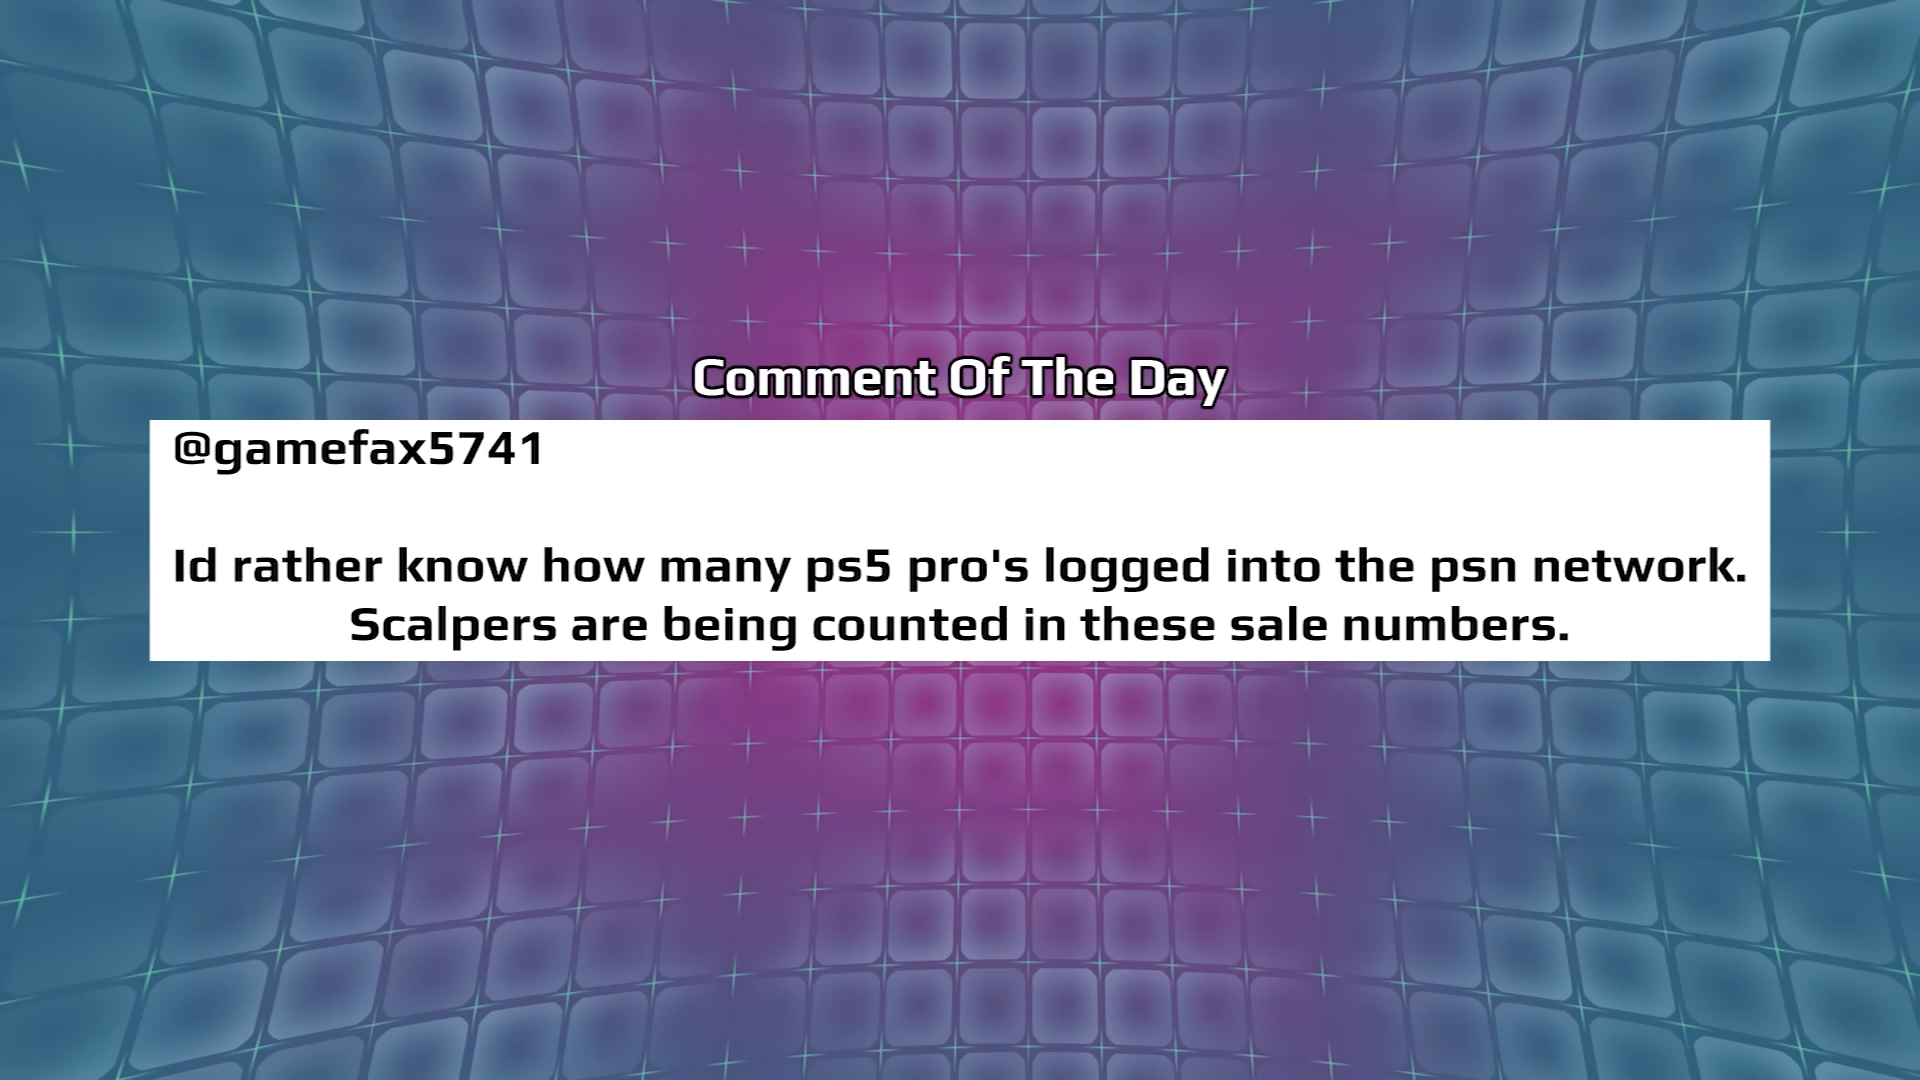 Comment Of The Day
@gamefax5741
Id rather know how many ps5 pro's logged into the psn network.
Scalpers are being counted in these sale numbers.